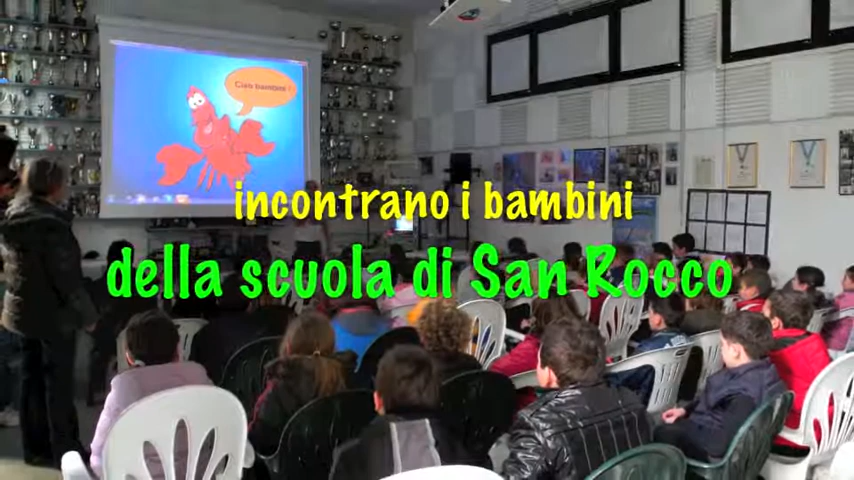 Ciao bambini !
incontrano i bambini
della scuola di San Rocco